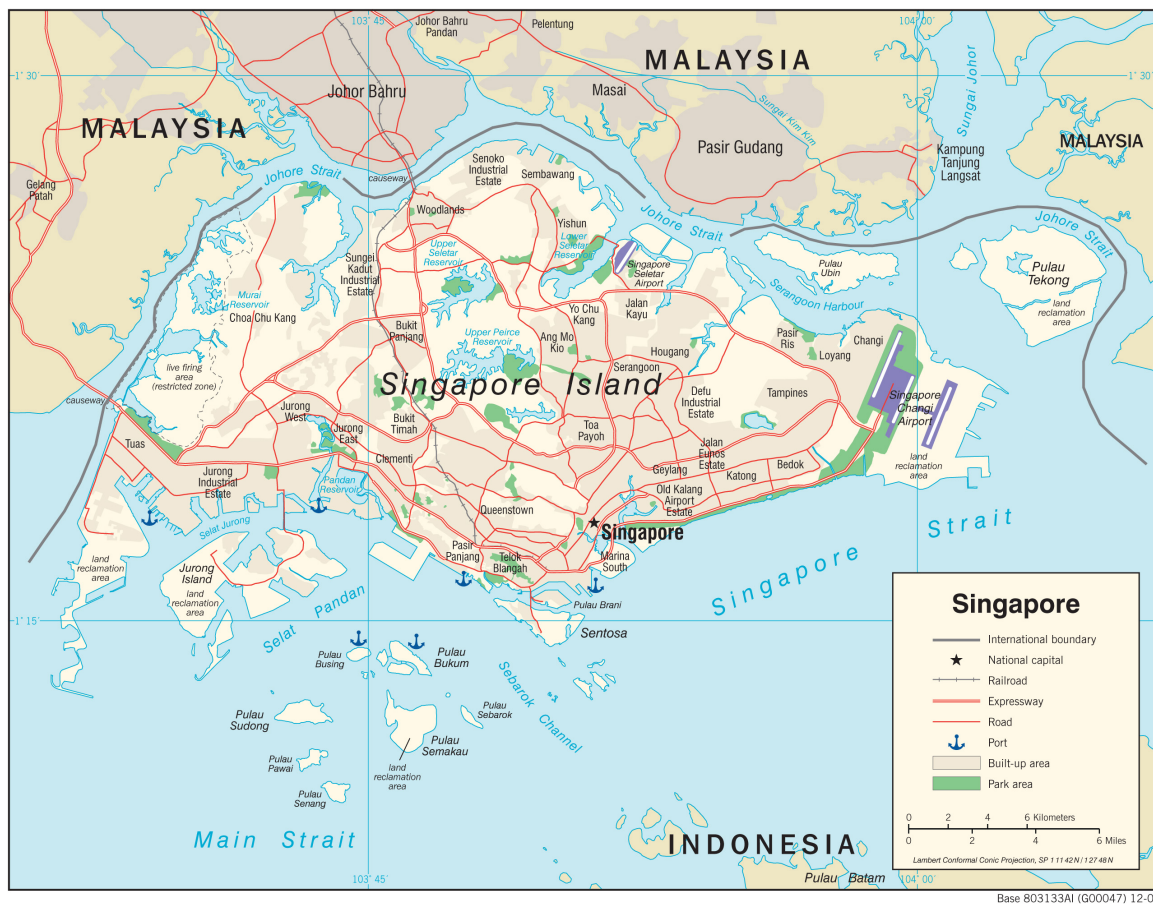 103°45'
104°00'
Johor Bahru
Pandan
Pelentung
MALAYSIA
1°30'
1°30'
Johor Bahru
Masai
Sungai Johor
Sungai Kim Kim
MALAYSIA
MALAYSIA
Pasir Gudang
Kampung
Tanjung
Langsat
Gelang
Patah
Johore Strait
causeway
Senoko
Industrial
Estate
Sembawang
Woodlands
Yishun
Johore Strait
Johore Strait
Lower
Seletar
Reservoir
Upper
Seletar
Reservoir
Sungei
Kadut
Industrial
Estate
Singapore
Seletar
Airport
Pulau
Ubin
Pulau
Tekong
land
reclamation
area
Serangoon Harbour
Murai
Reservoir
Choa Chu Kang
Yo Chu
Kang
Jalan
Kayu
Bukit
Panjang
Upper Peirce
Reservoir
Ang Mo
Kio
Pasir
Ris
Changi
Hougang
Loyang
live firing
area
(restricted zone)
Serangoon
Singapore Island
Defu
Industrial
Estate
Tampines
Singapore
Changi
Airport
causeway
Jurong
West
Bukit
Timah
Jurong
East
Toa
Payoh
Tuas
Clementi
Jalan
Eunos
Estate
land
reclamation
area
Jurong
Industrial
Estate
Geylang
Katong
Bedok
Pandan
Reservoir
Old Kalang
Airport
Estate
Queenstown
Selat Jurong
Singapore
Singapore Strait
Pasir
Panjang
Telok
Blangah
Marina
South
land
reclamation
area
Jurong
Island
land
reclamation
area
Selat Pandan
Pulau Brani
Sentosa
1°15'
1°15'
Pulau
Busing
Pulau
Bukum
Sebarok Channel
Pulau
Sudong
Pulau
Sebarok
Pulau
Semakau
Pulau
Pawai
land
reclamation
area
Pulau
Senang
Main Strait
INDONESIA
Pulau Batam
103°45'
104°00'
Singapore
International boundary
National capital
Railroad
Expressway
Road
Port
Built-up area
Park area
0 2 4 6 Kilometers
0 2 4 6 Miles
Lambert Conformal Conic Projection, SP 1 11 42 N / 1 27 48 N
Base 803133AI (G00047) 12-0